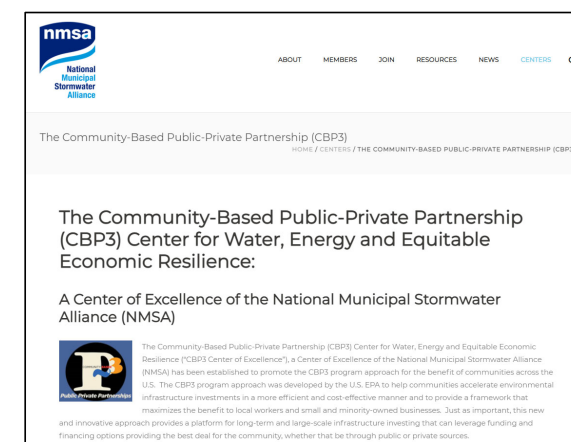 nmsa
National
Municipal
Stormwater
Alliance
ABOUT MEMBERS JOIN RESOURCES NEWS CENTERS
The Community-Based Public-Private Partnership (CBP3)
HOME / CENTERS / THE COMMUNITY-BASED PUBLIC-PRIVATE PARTNERSHIP (CBP3
The Community-Based Public-Private Partnership
(CBP3) Center for Water, Energy and Equitable
Economic Resilience:
A Center of Excellence of the National Municipal Stormwater
Alliance (NMSA)
P3
Public Private Partnerships
The Community-Based Public-Private Partnership (CBP3) Center for Water, Energy and Equitable Economic
Resilience ("CBP3 Center of Excellence"), a Center of Excellence of the National Municipal Stormwater Alliance
(NMSA) has been established to promote the CBP3 program approach for the benefit of communities across the
U.S. The CBP3 program approach was developed by the U.S. EPA to help communities accelerate environmental
infrastructure investments in a more efficient and cost-effective manner and to provide a framework that
maximizes the benefit to local workers and small and minority-owned businesses. Just as important, this new
and innovative approach provides a platform for long-term and large-scale infrastructure investing that can leverage funding and
financing options providing the best deal for the community, whether that be through public or private sources.